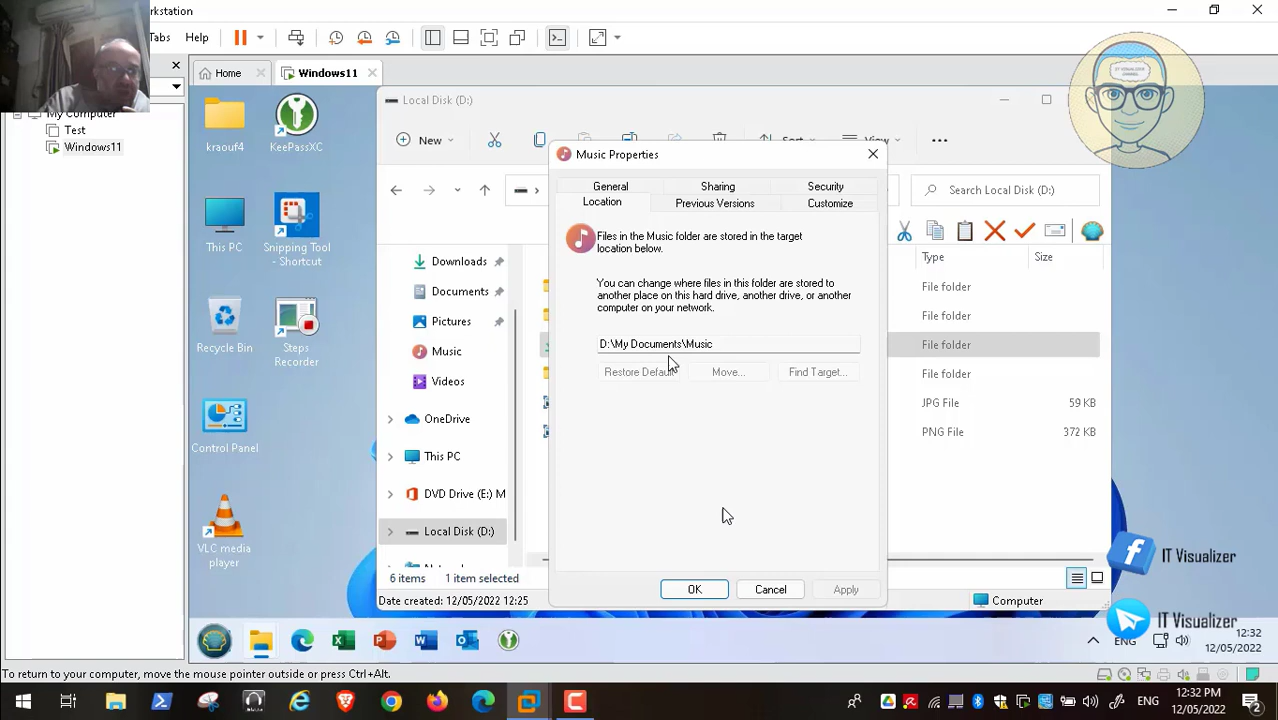 rkstation
Tabs
Help
Home
Windows11
My Computer
Test
Windows11
kraouf4
KeePassXC
This PC
Snipping Tool
- Shortcut
Recycle Bin
Steps
Recorder
Control Panel
VLC media
player
Local Disk (D:)
New
Sort
View
Search Local Disk (D:)
Downloads
Documents
Pictures
Music
Videos
OneDrive
This PC
DVD Drive (E:) M
Local Disk (D:)
Type
Size
File folder
File folder
File folder
File folder
JPG File
59 KB
PNG File
372 KB
6 items
1 item selected
Date created: 12/05/2022 12:25
Computer
Music Properties
General
Sharing
Security
Location
Previous Versions
Customize
Files in the Music folder are stored in the target
location below.
You can change where files in this folder are stored to
another place on this hard drive, another drive, or another
computer on your network.
D:\My Documents\Music
Restore Default
Move...
Find Target...
OK
Cancel
Apply
IT VISUALIZER
CHANNEL
IT Visualizer
IT Visualizer
ENG
12:32
12/05/2022
To return to your computer, move the mouse pointer outside or press Ctrl+Alt.
ENG
12:32 PM
12/05/2022
2